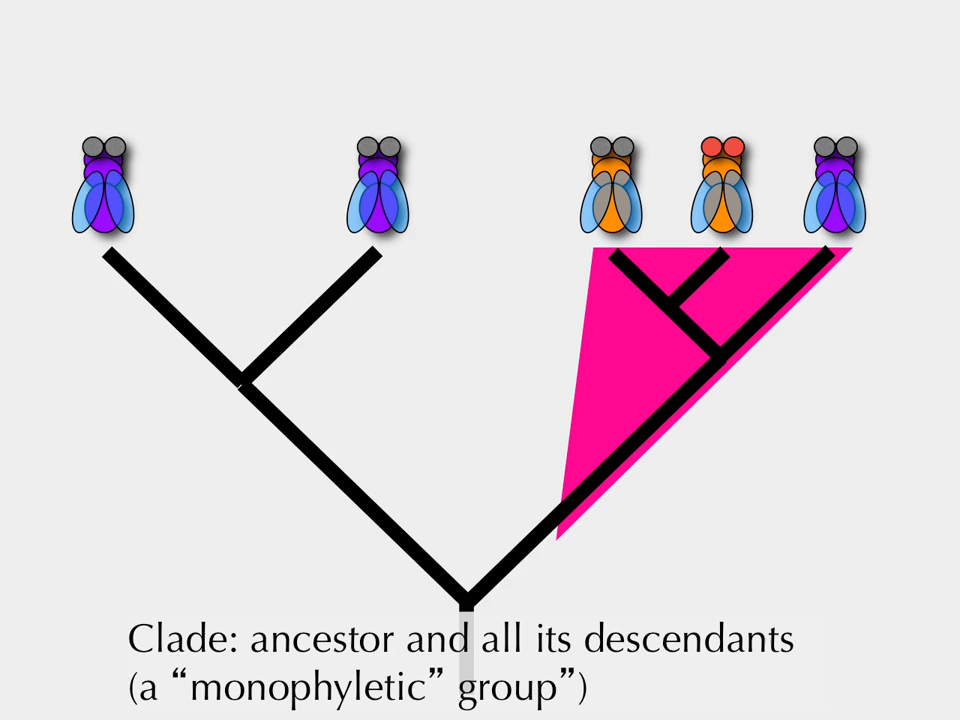 Clade: ancestor and all its descendants
(a “monophyletic” group”)